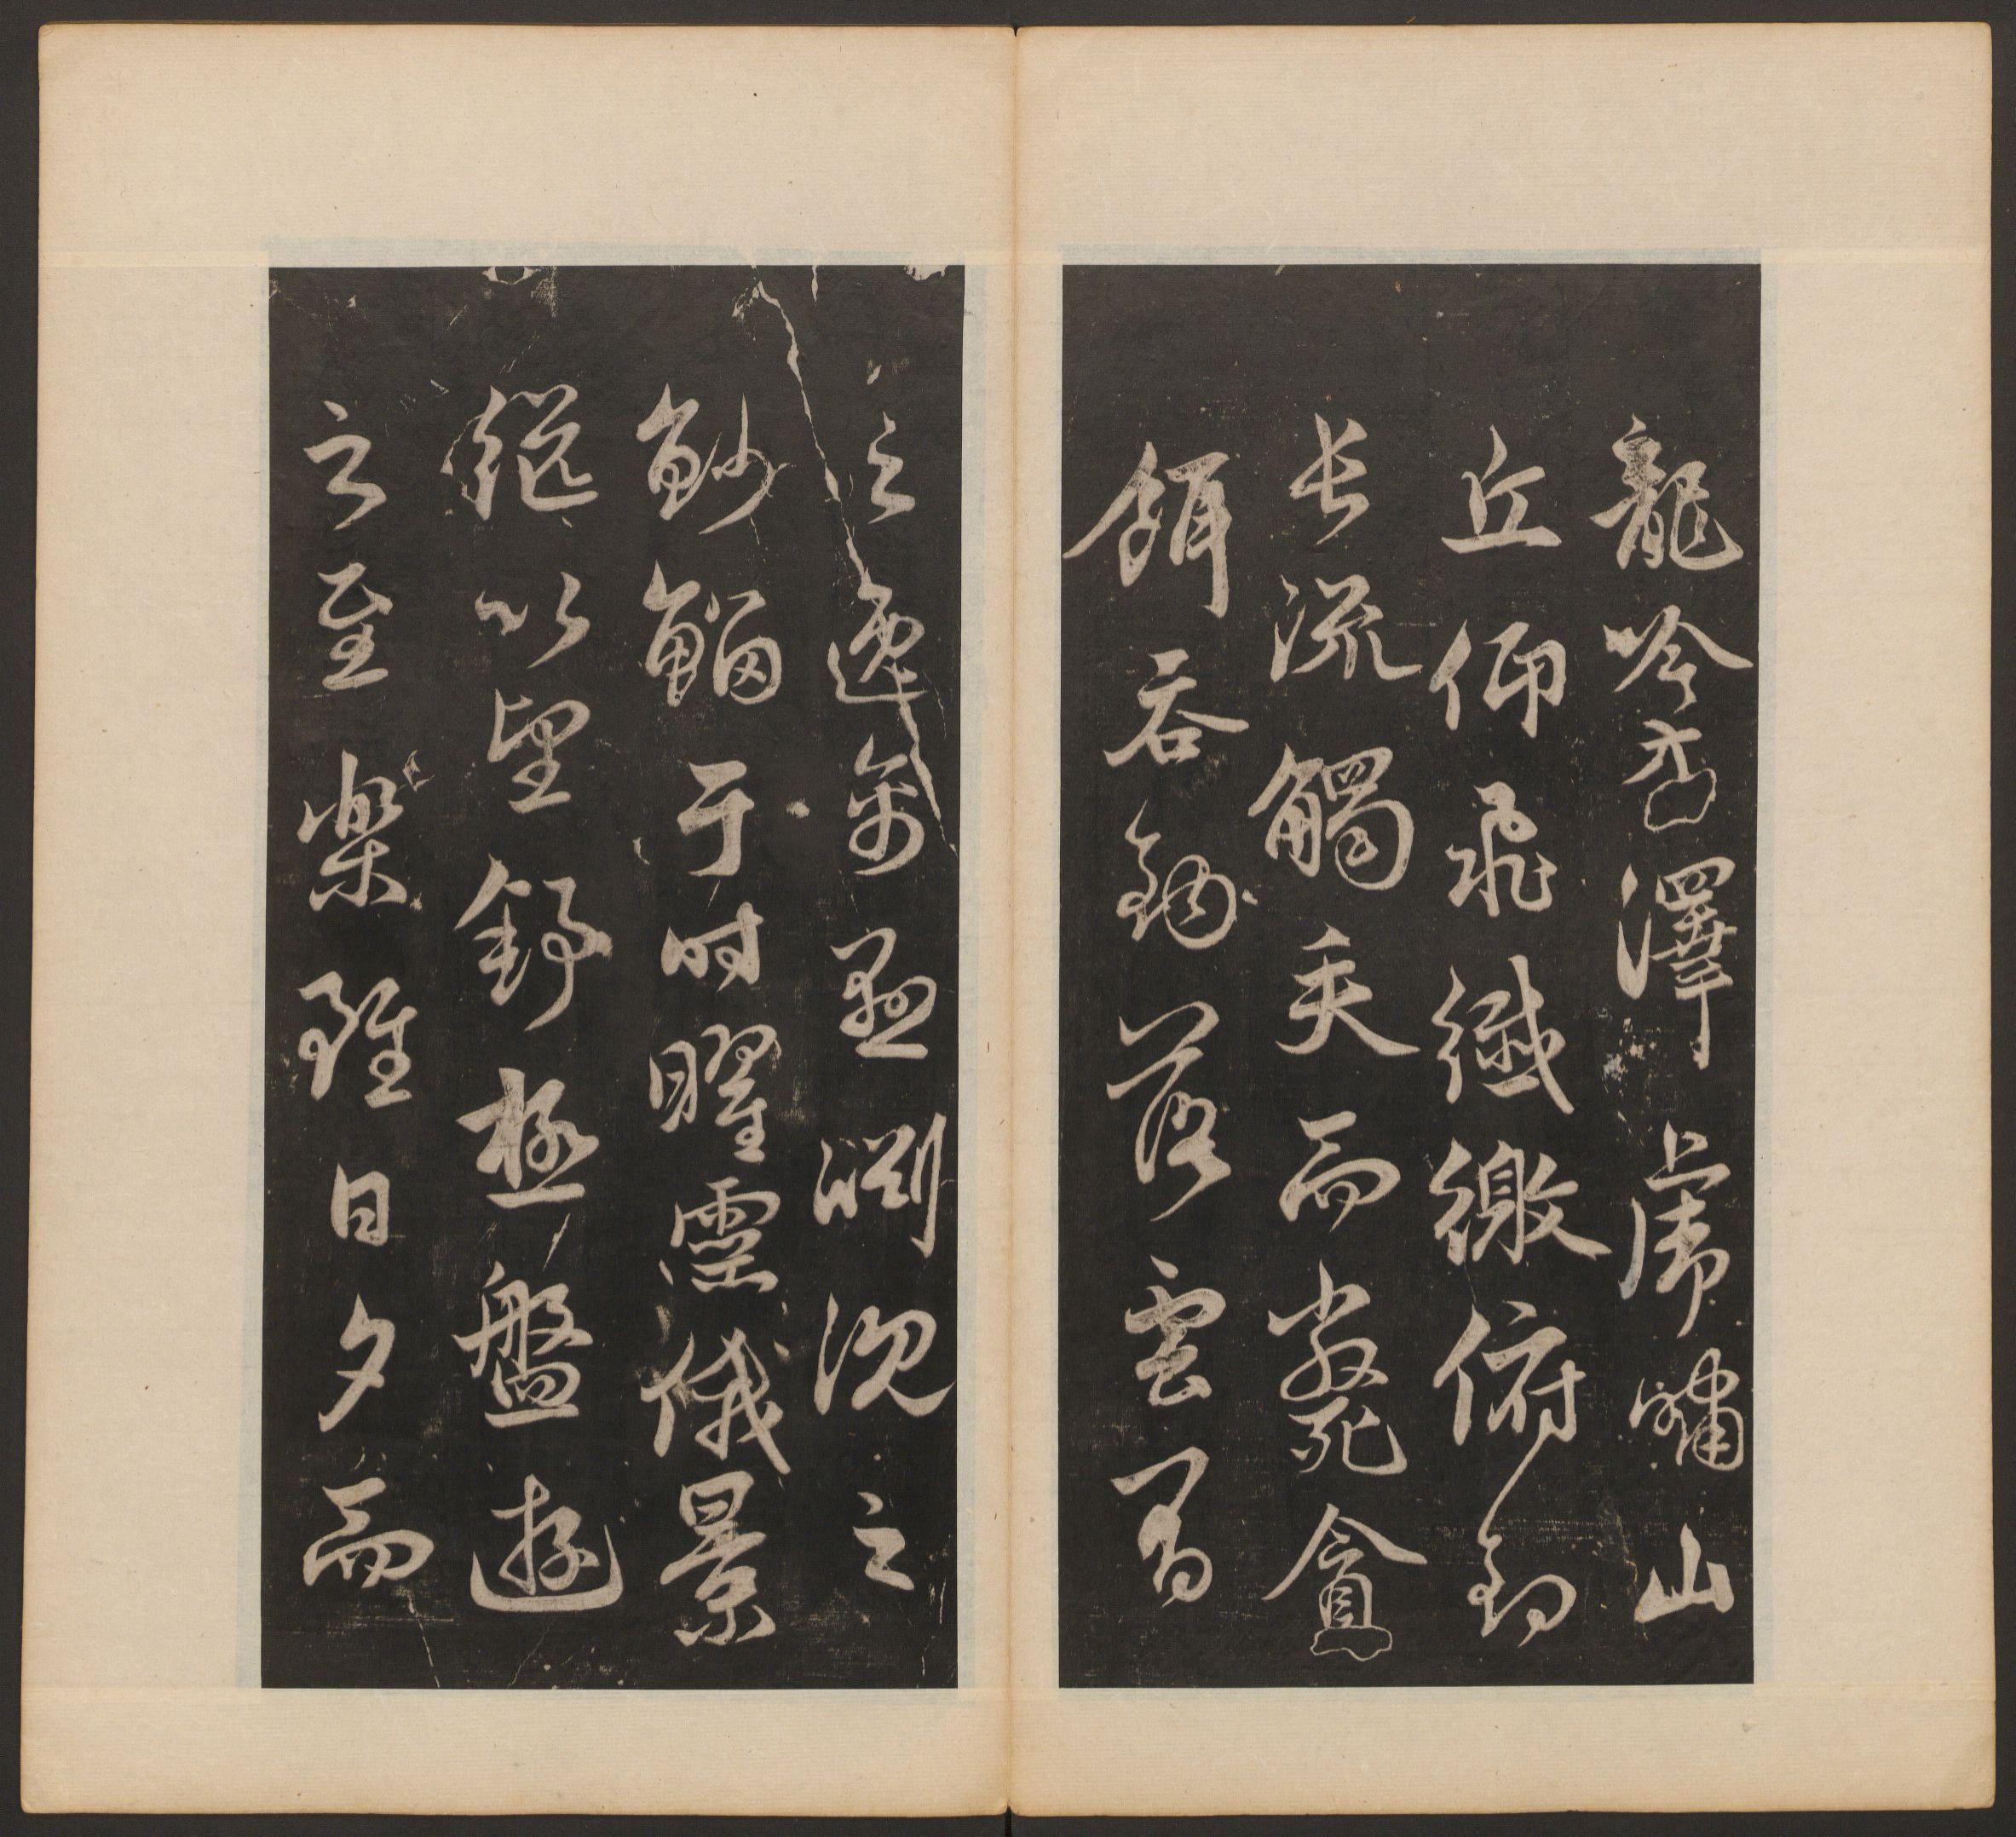 龍吟方澤虎嘯山
丘仰飛纖繳俯釣
長流觸矢而斃貪
餌吞鉤落雲間
之逸禽懸淵沉之
魦鰡于時曜靈俄景
繼以望舒極盤遊
之至樂雖日夕而